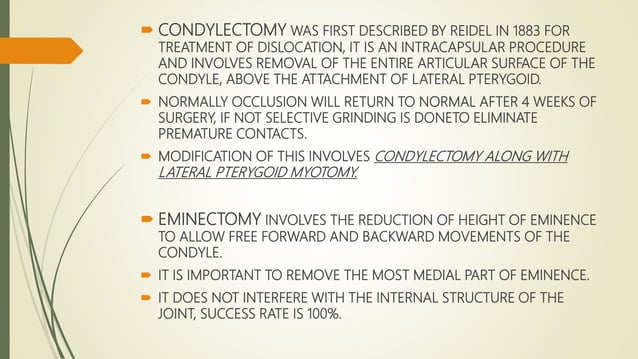 CONDYLECTOMY WAS FIRST DESCRIBED BY REIDEL IN 1883 FOR
TREATMENT OF DISLOCATION, IT IS AN INTRACAPSULAR PROCEDURE
AND INVOLVES REMOVAL OF THE ENTIRE ARTICULAR SURFACE OF THE
CONDYLE, ABOVE THE ATTACHMENT OF LATERAL PTERYGOID.
NORMALLY OCCLUSION WILL RETURN TO NORMAL AFTER 4 WEEKS OF
SURGERY, IF NOT SELECTIVE GRINDING IS DONETO ELIMINATE
PREMATURE CONTACTS.
MODIFICATION OF THIS INVOLVES CONDYLECTOMY ALONG WITH
LATERAL PTERYGOID MYOTOMY.
EMINECTOMY INVOLVES THE REDUCTION OF HEIGHT OF EMINENCE
TO ALLOW FREE FORWARD AND BACKWARD MOVEMENTS OF THE
CONDYLE.
IT IS IMPORTANT TO REMOVE THE MOST MEDIAL PART OF EMINENCE.
IT DOES NOT INTERFERE WITH THE INTERNAL STRUCTURE OF THE
JOINT, SUCCESS RATE IS 100%.